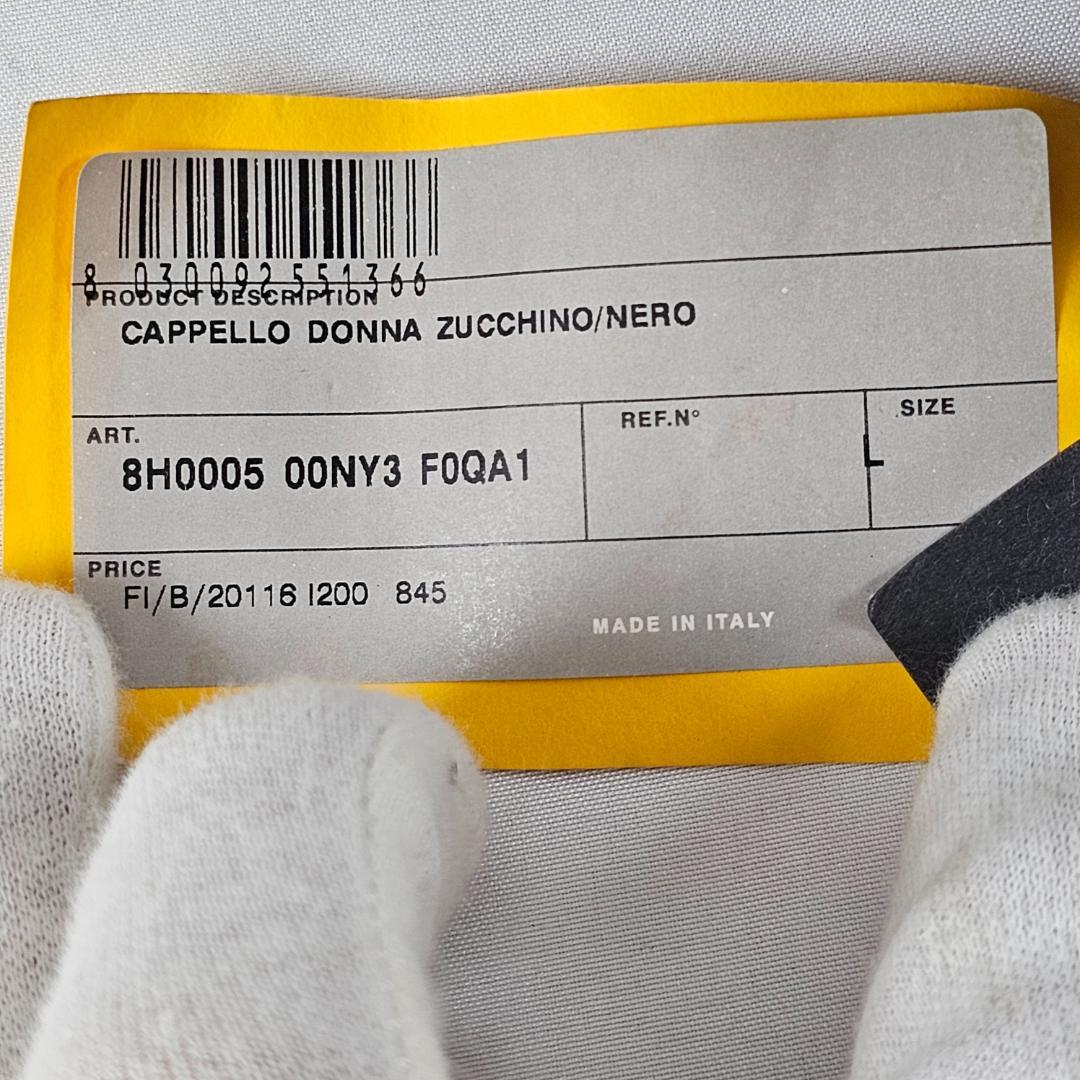 8 030092 551366
PRODUCT DESCRIPTION
CAPPELLO DONNA ZUCCHINO/NERO
ART.
8H0005 00NY3 F0QA1
REF.N°
SIZE
L
PRICE
FI/B/20116 I200 845
MADE IN ITALY